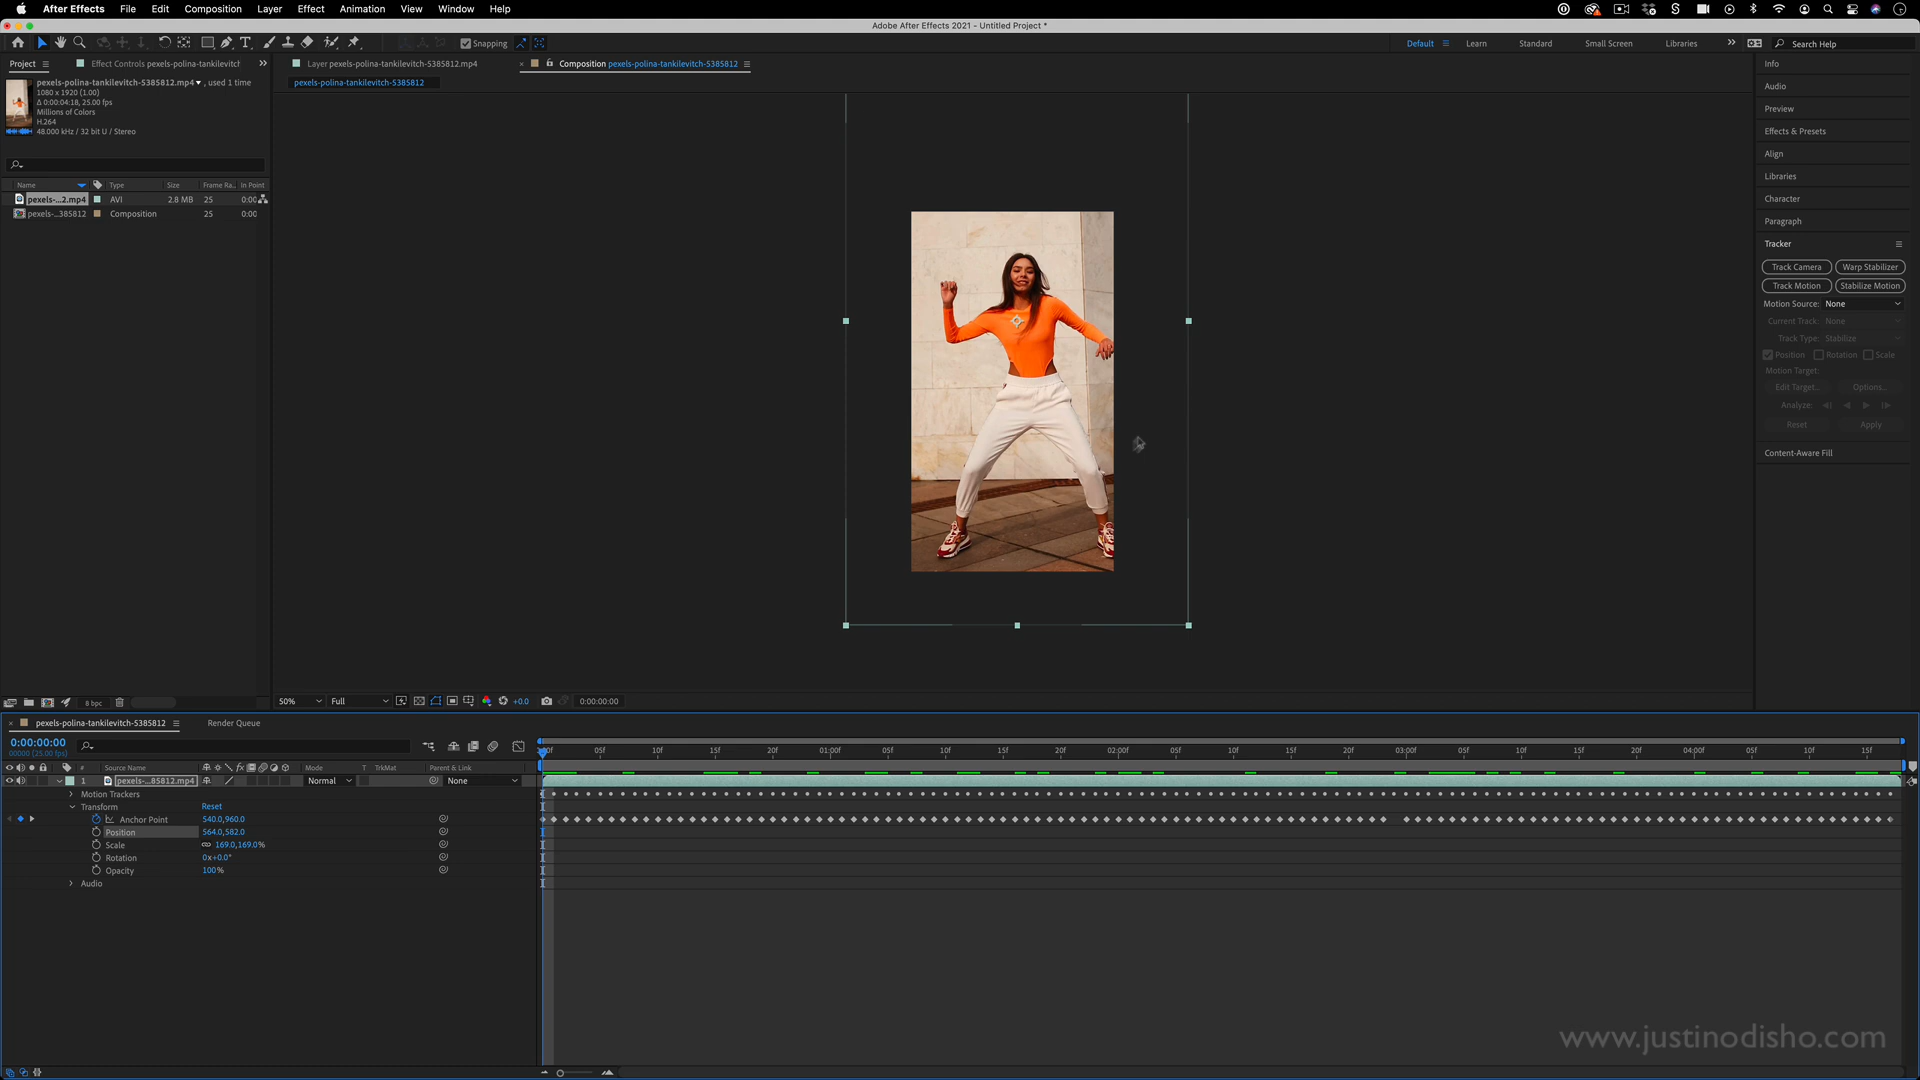 After Effects File Edit Composition Layer Effect Animation View Window Help
Adobe After Effects 2021 - Untitled Project *
Snapping
Default Learn Standard Small Screen Libraries Search Help
Project Effect Controls pexels-polina-tankilevitch
Layer pexels-polina-tankilevitch-5385812.mp4
Composition pexels-polina-tankilevitch-5385812
pexels-polina-tankilevitch-5385812
pexels-polina-tankilevitch-5385812.mp4 , used 1 time
1080 x 1920 (1.00)
Δ 0:00:04:18, 25.00 fps
Millions of Colors
H.264
48.000 kHz / 32 bit U / Stereo
Name Type Size Frame Ra... In Point
pexels-...2.mp4 AVI 2.8 MB 25 0:00
pexels-...385812 Composition 25 0:00
Info
Audio
Preview
Effects & Presets
Align
Libraries
Character
Paragraph
Tracker
Track Camera Warp Stabilizer
Track Motion Stabilize Motion
Motion Source: None
Current Track: None
Track Type: Stabilize
Position Rotation Scale
Motion Target:
Edit Target... Options...
Analyze:
Reset Apply
Content-Aware Fill
8 bpc
50% Full +0.0 0:00:00:00
pexels-polina-tankilevitch-5385812 Render Queue
0:00:00:00
00000 (25.00 fps)
:00f 05f 10f 15f 20f 01:00f 05f 10f 15f 20f 02:00f 05f 10f 15f 20f 03:00f 05f 10f 15f 20f 04:00f 05f 10f 15f
# Source Name fx Mode T TrkMat Parent & Link
1 pexels-...85812.mp4 Normal None
Motion Trackers
Transform Reset
Anchor Point 540.0,960.0
Position 564.0,582.0
Scale 169.0,169.0%
Rotation 0x+0.0°
Opacity 100%
Audio
www.justinodisho.com